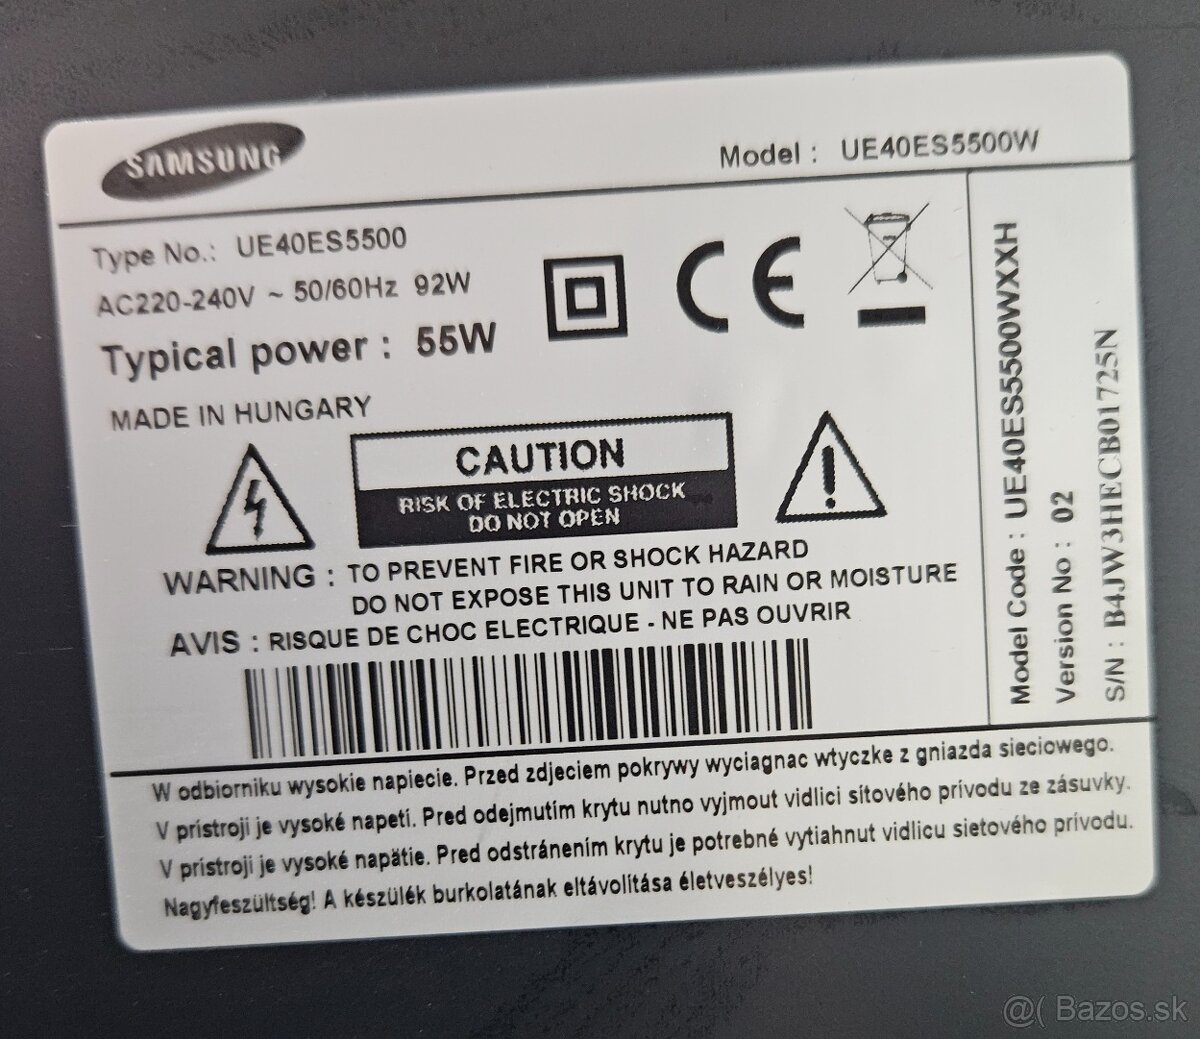 SAMSUNG
Model : UE40ES5500W
Type No.: UE40ES5500
AC220-240V ~ 50/60Hz 92W
Typical power : 55W
MADE IN HUNGARY
CE
CAUTION
RISK OF ELECTRIC SHOCK
DO NOT OPEN
WARNING : TO PREVENT FIRE OR SHOCK HAZARD
DO NOT EXPOSE THIS UNIT TO RAIN OR MOISTURE
AVIS : RISQUE DE CHOC ELECTRIQUE - NE PAS OUVRIR
Model Code : UE40ES5500WXXH
Version No : 02
S/N : B4JW3HECB01725N
W odbiorniku wysokie napiecie. Przed zdjeciem pokrywy wyciagnac wtyczke z gniazda sieciowego.
V prístroji je vysoké napetí. Pred odejmutím krytu nutno vyjmout vidlici sítového prívodu ze zásuvky.
V prístroji je vysoké napätie. Pred odstránením krytu je potrebné vytiahnut vidlicu sietového prívodu.
Nagyfeszültség! A készülék burkolatának eltávolítása életveszélyes!
@( Bazos.sk